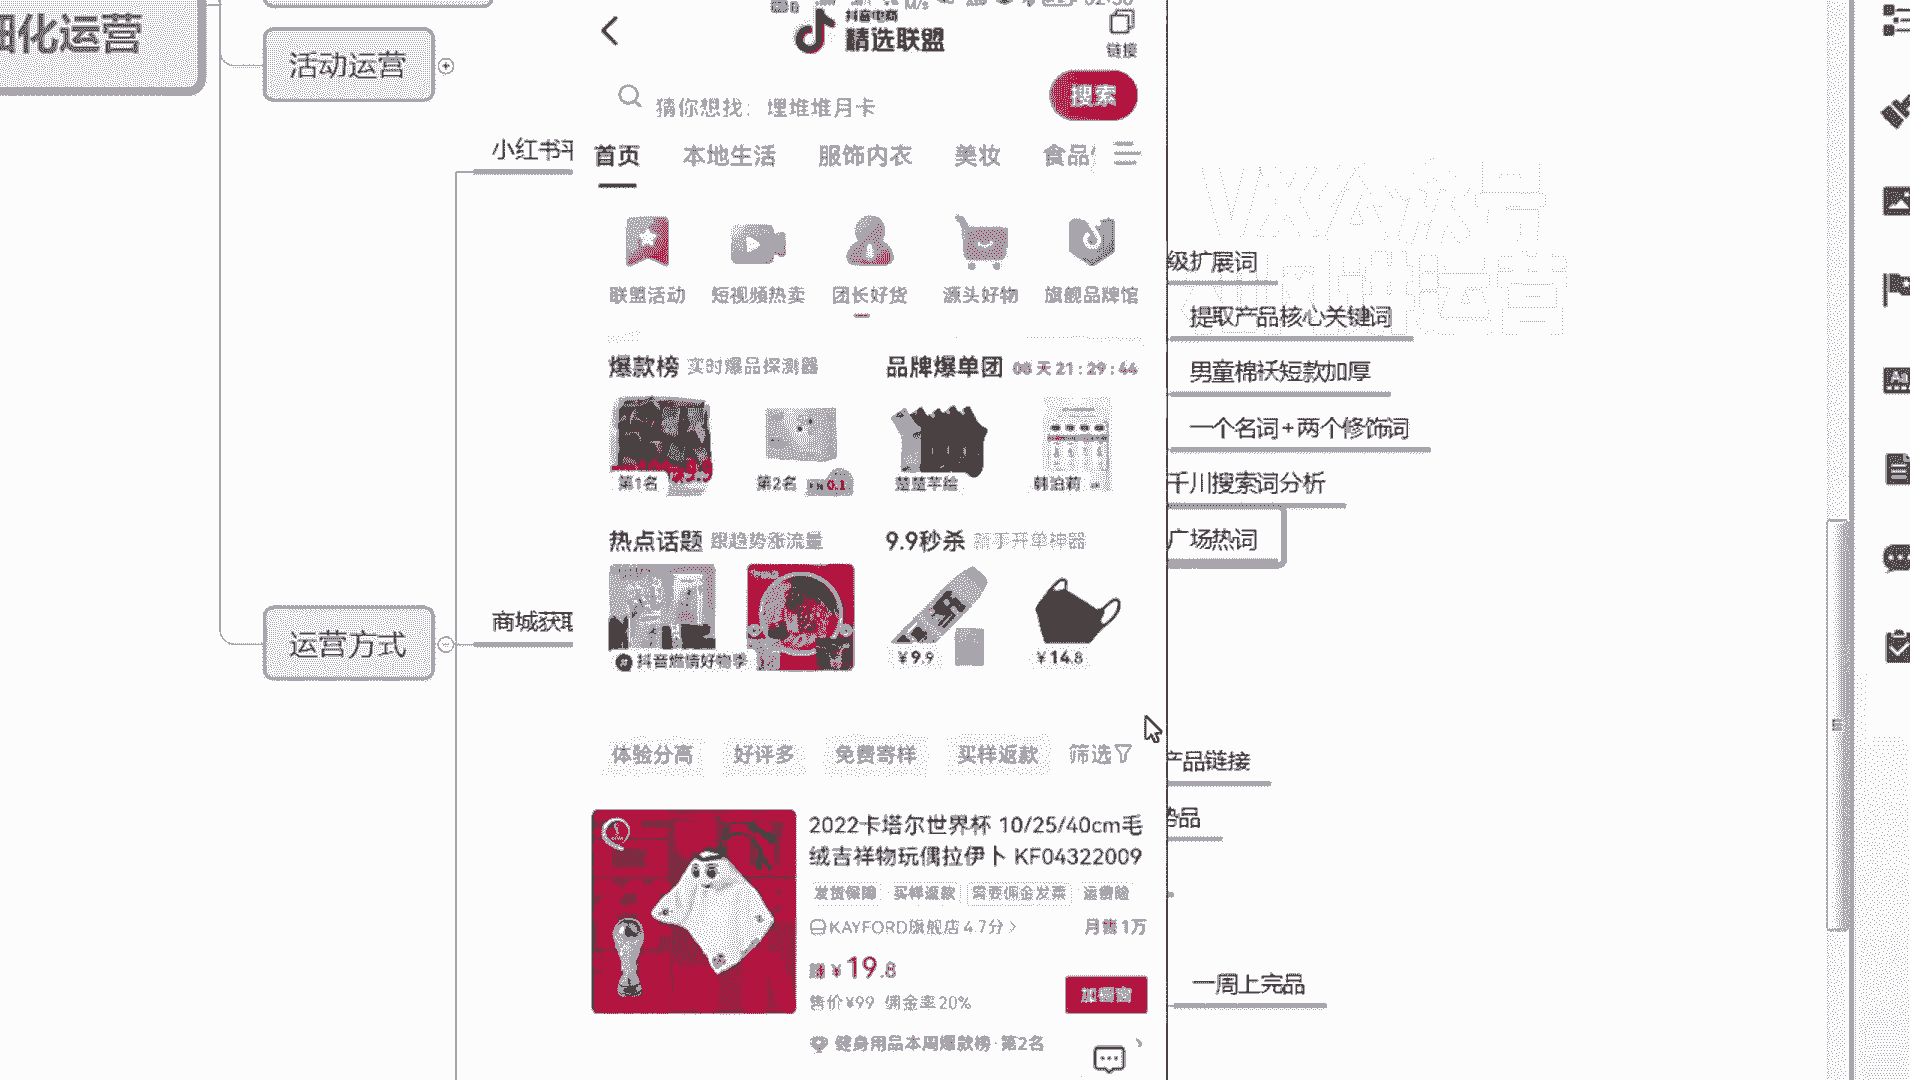 细化运营
活动运营
运营方式
小红书平
商城获取
抖音电商
精选联盟
链接
猜你想找：埋堆堆月卡
搜索
首页 本地生活 服饰内衣 美妆 食品
联盟活动 短视频热卖 团长好货 源头好物 旗舰品牌馆
爆款榜 实时爆品探测器
品牌爆单团 08天21:29:44
第1名 第2名 0.1
热点话题 跟趋势涨流量
9.9秒杀 新手开单神器
抖音燃情好物季
¥9.9 ¥14.8
体验分高 好评多 免费寄样 买样返款 筛选
2022卡塔尔世界杯 10/25/40cm毛
绒吉祥物玩偶拉伊卜 KF04322009
发货保障 买样返款 常要佣金发票 运费险
KAYFORD旗舰店 4.7分 月售1万
赚 ¥19.8
售价¥99 佣金率20%
加橱窗
健身用品本周爆款榜·第2名
级扩展词
提取产品核心关键词
男童棉袄短款加厚
一个名词+两个修饰词
千川搜索词分析
广场热词
产品链接
势品
一周上完品
VX公众号